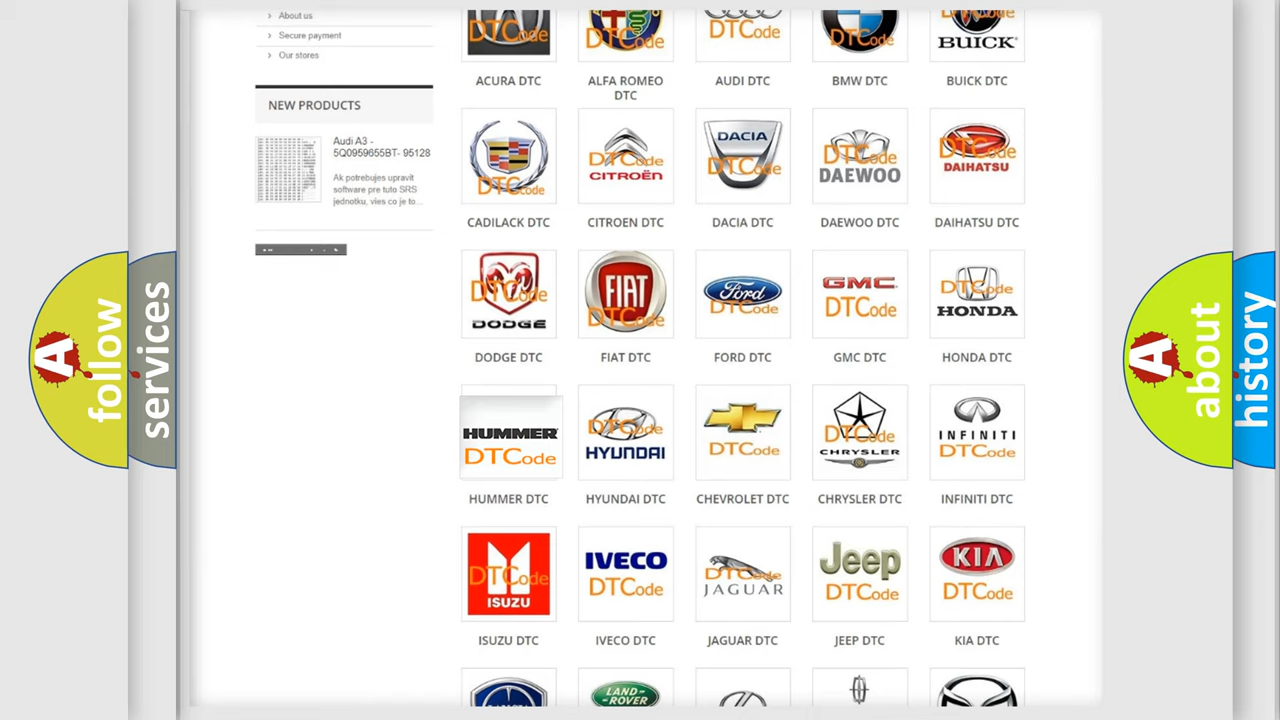 About us
Secure payment
Our stores
NEW PRODUCTS
Audi A3 -
5Q0959655BT- 95128
Ak potrebujes upravit
software pre tuto SRS
jednotku, vies co je to...
A follow
services
DTCode
DTCode
DTCode
DTCode
DTCode
BUICK
ACURA DTC
ALFA ROMEO
DTC
AUDI DTC
BMW DTC
BUICK DTC
DTCode
DTCode
CITROËN
DACIA
DTCode
DTCode
DAEWOO
DTCode
DAIHATSU
CADILACK DTC
CITROEN DTC
DACIA DTC
DAEWOO DTC
DAIHATSU DTC
DTCode
DODGE
FIAT
DTCode
Ford
DTCode
GMC
DTCode
DTCode
HONDA
DODGE DTC
FIAT DTC
FORD DTC
GMC DTC
HONDA DTC
HUMMER
DTCode
DTCode
HYUNDAI
DTCode
DTCode
CHRYSLER
INFINITI
DTCode
HUMMER DTC
HYUNDAI DTC
CHEVROLET DTC
CHRYSLER DTC
INFINITI DTC
DTCode
ISUZU
IVECO
DTCode
DTCode
JAGUAR
Jeep
DTCode
KIA
DTCode
ISUZU DTC
IVECO DTC
JAGUAR DTC
JEEP DTC
KIA DTC
LAND-
ROVER
A about
history